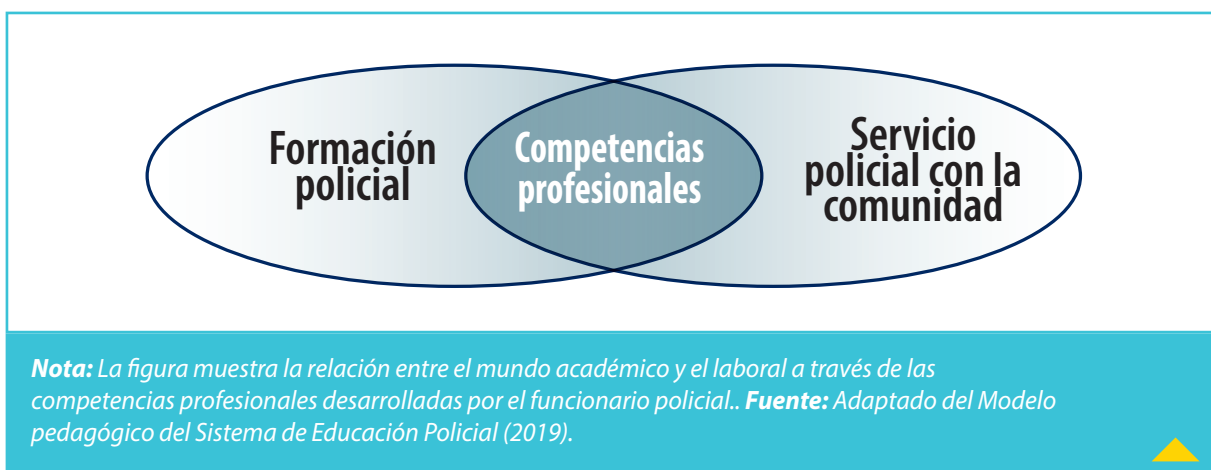 Formación
policial
Competencias
profesionales
Servicio
policial con la
comunidad
Nota: La figura muestra la relación entre el mundo académico y el laboral a través de las
competencias profesionales desarrolladas por el funcionario policial.. Fuente: Adaptado del Modelo
pedagógico del Sistema de Educación Policial (2019).